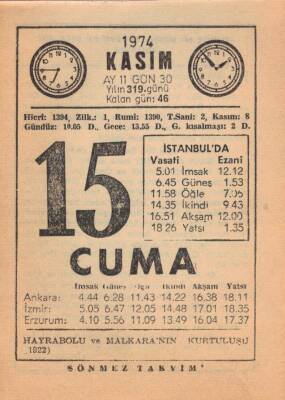 1974
KASIM
AY 11 GÜN 30
Yılın 319.günü
Kalan gün: 46
Hicrî: 1394, Zilk.: 1, Rumi: 1390, T.Sani: 2, Kasım: 8
Gündüz: 10.05 D., Gece: 13.55 D., G. kısalması: 2 D.
15
İSTANBUL'DA
Vasati Ezani
5.01 İmsak 12.12
6.45 Güneş 1.53
11.58 Öğle 7.06
14.35 İkindi 9.43
16.51 Akşam 12.00
18.26 Yatsı 1.35
CUMA
İmsak Güneş Öğle İkindi Akşam Yatsı
Ankara: 4.44 6.28 11.43 14.22 16.38 18.11
İzmir: 5.05 6.47 12.05 14.48 17.01 18.35
Erzurum: 4.10 5.56 11.09 13.49 16.04 17.37
HAYRABOLU ve MALKARA'NIN KURTULUŞU
1922)
SÖNMEZ TAKVİM